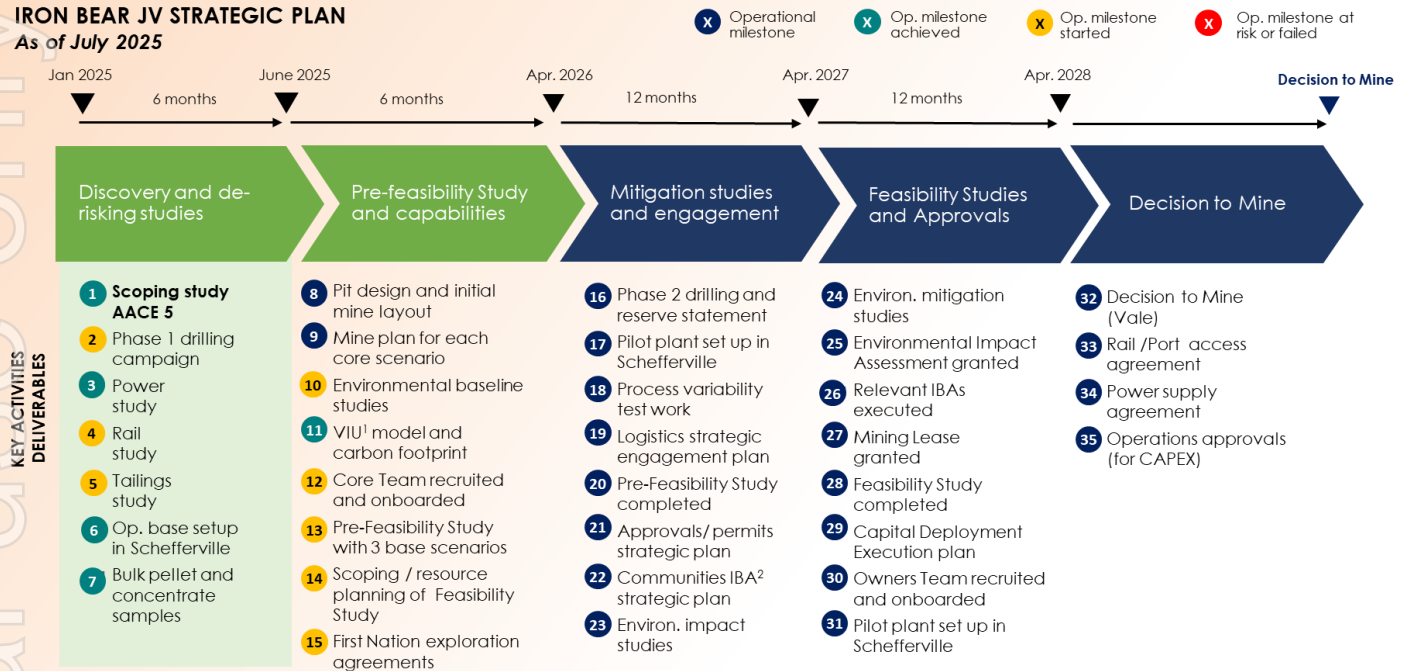 IRON BEAR JV STRATEGIC PLAN
As of July 2025
X Operational
milestone
X Op. milestone
achieved
X Op. milestone
started
X Op. milestone at
risk or failed
Jan 2025
June 2025
Apr. 2026
Apr. 2027
Apr. 2028
Decision to Mine
6 months
6 months
12 months
12 months
Discovery and de-
risking studies
Pre-feasibility Study
and capabilities
Mitigation studies
and engagement
Feasibility Studies
and Approvals
Decision to Mine
KEY ACTIVITIES
DELIVERABLES
1 Scoping study
AACE 5
2 Phase 1 drilling
campaign
3 Power
study
4 Rail
study
5 Tailings
study
6 Op. base setup
in Schefferville
7 Bulk pellet and
concentrate
samples
8 Pit design and initial
mine layout
9 Mine plan for each
core scenario
10 Environmental baseline
studies
11 VIU¹ model and
carbon footprint
12 Core Team recruited
and onboarded
13 Pre-Feasibility Study
with 3 base scenarios
14 Scoping / resource
planning of Feasibility
Study
15 First Nation exploration
agreements
16 Phase 2 drilling and
reserve statement
17 Pilot plant set up in
Schefferville
18 Process variability
test work
19 Logistics strategic
engagement plan
20 Pre-Feasibility Study
completed
21 Approvals/ permits
strategic plan
22 Communities IBA²
strategic plan
23 Environ. impact
studies
24 Environ. mitigation
studies
25 Environmental Impact
Assessment granted
26 Relevant IBAs
executed
27 Mining Lease
granted
28 Feasibility Study
completed
29 Capital Deployment
Execution plan
30 Owners Team recruited
and onboarded
31 Pilot plant set up in
Schefferville
32 Decision to Mine
(Vale)
33 Rail /Port access
agreement
34 Power supply
agreement
35 Operations approvals
(for CAPEX)